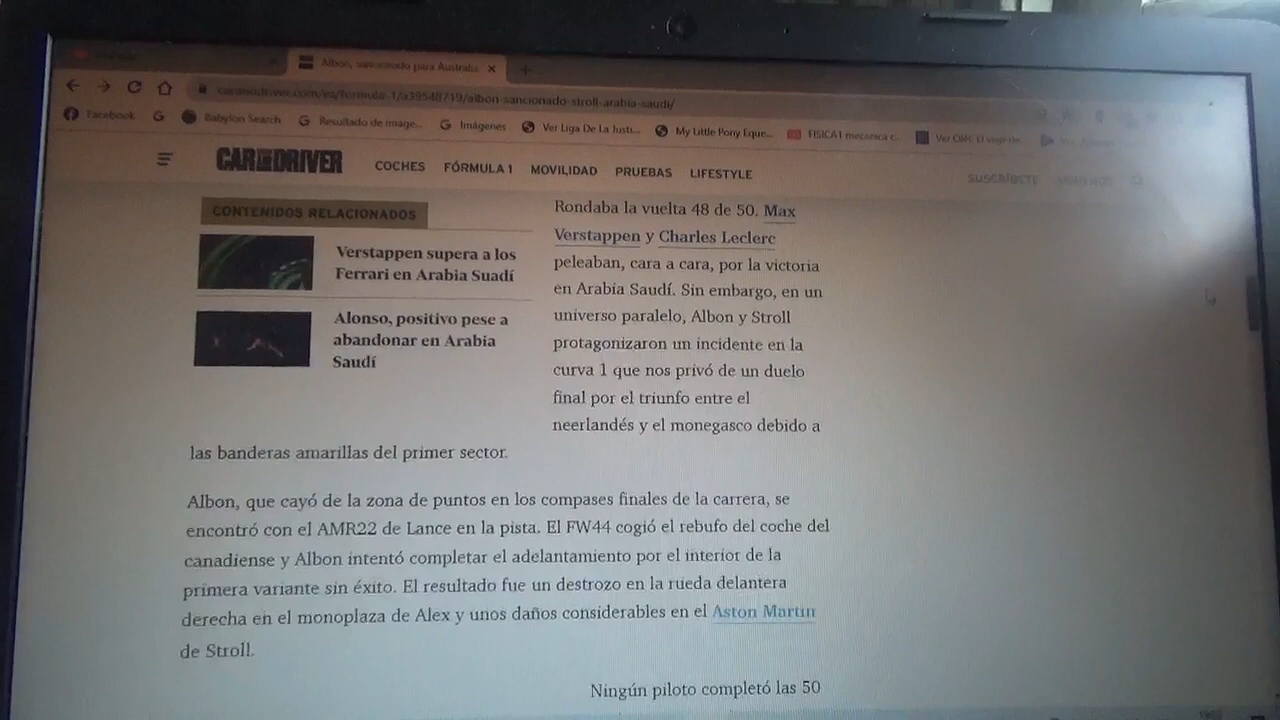 Albon, sancionado para Australia
caranddriver.com/es/formula-1/a39548719/albon-sancionado-stroll-arabia-saudi/
Facebook
Babylon Search
Resultado de image...
Imágenes
Ver Liga De La Justi...
My Little Pony Eque...
FISICA1 mecanica c...
CAR AND DRIVER
COCHES FÓRMULA 1 MOVILIDAD PRUEBAS LIFESTYLE
SUSCRÍBETE
CONTENIDOS RELACIONADOS
Verstappen supera a los
Ferrari en Arabia Suadí
Alonso, positivo pese a
abandonar en Arabia
Saudí
Rondaba la vuelta 48 de 50. Max
Verstappen y Charles Leclerc
peleaban, cara a cara, por la victoria
en Arabia Saudí. Sin embargo, en un
universo paralelo, Albon y Stroll
protagonizaron un incidente en la
curva 1 que nos privó de un duelo
final por el triunfo entre el
neerlandés y el monegasco debido a
las banderas amarillas del primer sector.
Albon, que cayó de la zona de puntos en los compases finales de la carrera, se
encontró con el AMR22 de Lance en la pista. El FW44 cogió el rebufo del coche del
canadiense y Albon intentó completar el adelantamiento por el interior de la
primera variante sin éxito. El resultado fue un destrozo en la rueda delantera
derecha en el monoplaza de Alex y unos daños considerables en el Aston Martin
de Stroll.
Ningún piloto completó las 50